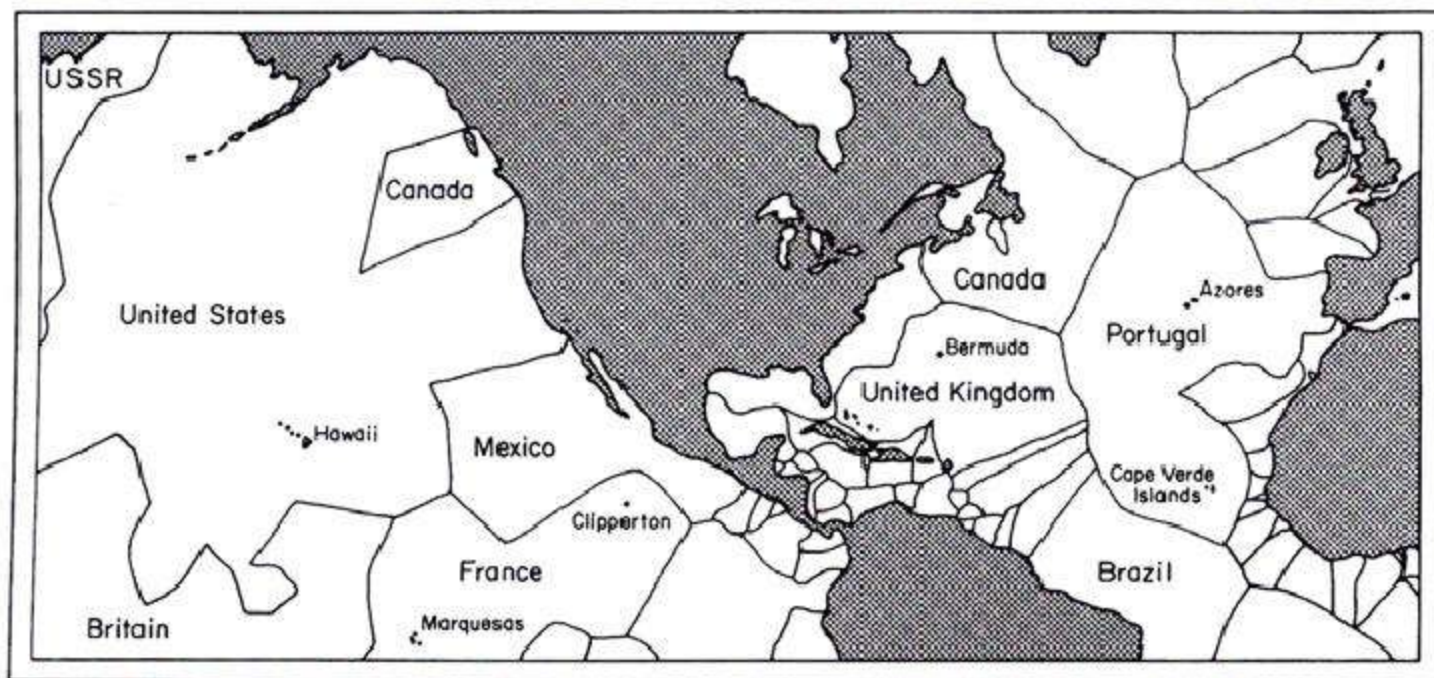 USSR
Canada
United States
Hawaii
Mexico
Clipperton
France
Marquesas
Britain
Canada
Bermuda
United Kingdom
Azores
Portugal
Cape Verde
Islands
Brazil